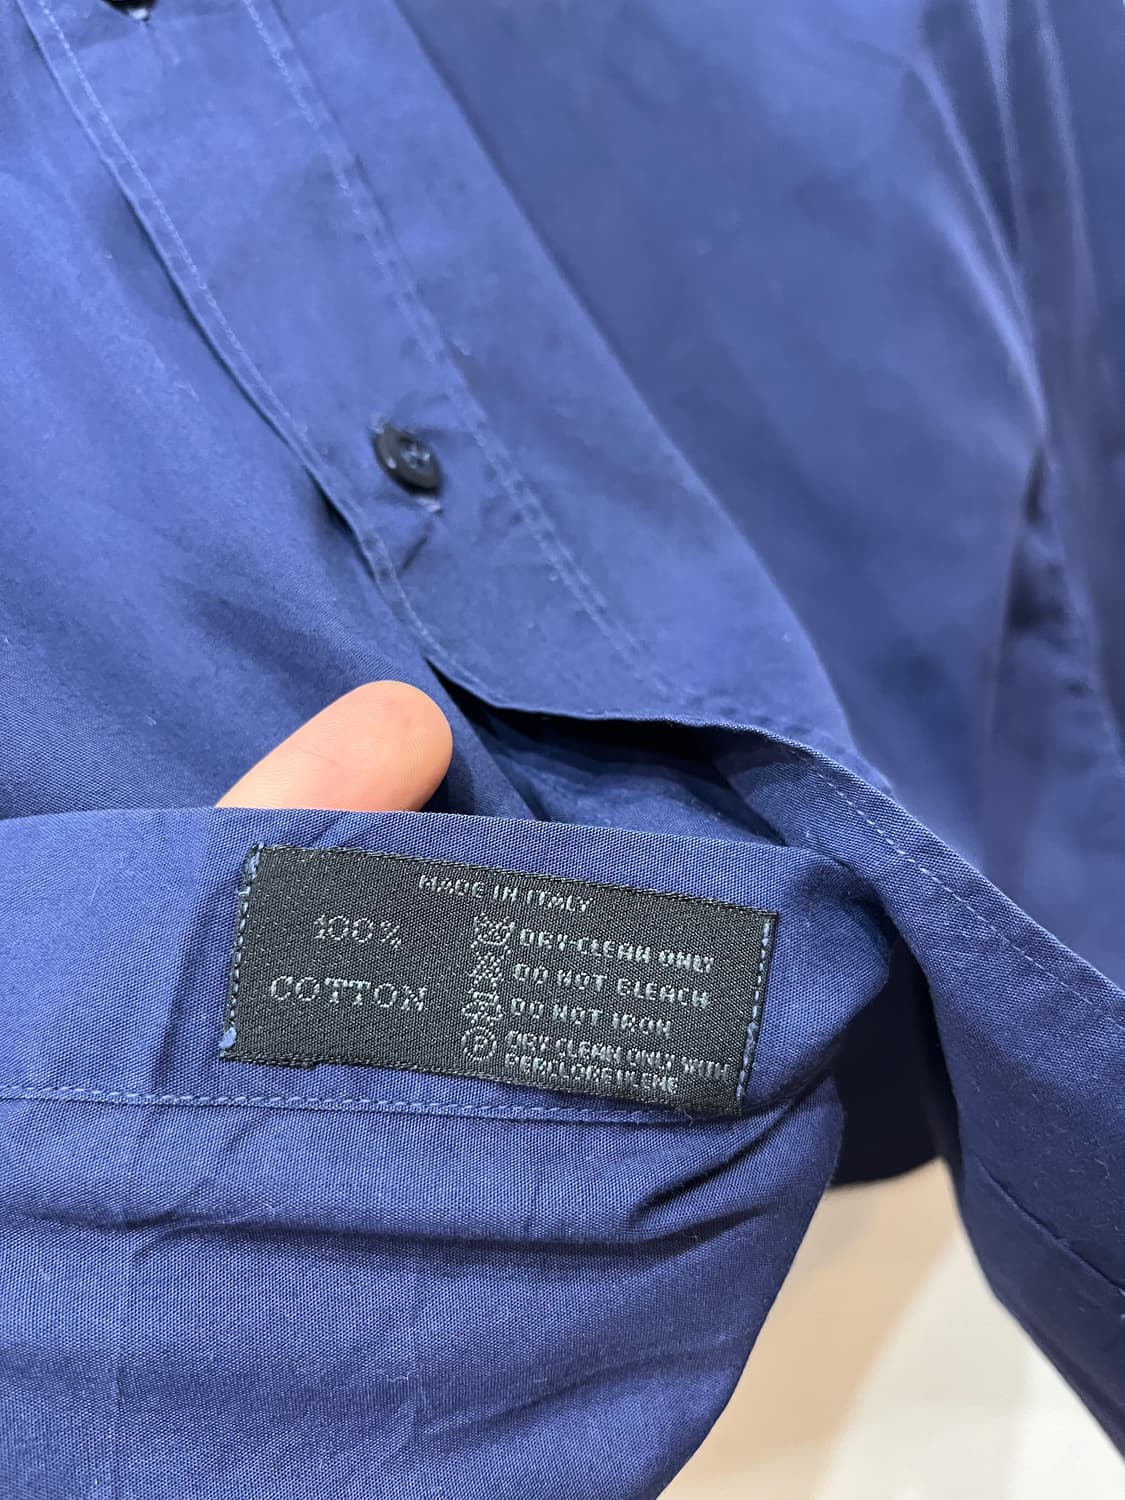 MADE IN ITALY
100%
COTTON
DRY-CLEAN ONLY
DO NOT BLEACH
DO NOT IRON
DRY CLEAN ONLY WITH
PERCLORETILENE